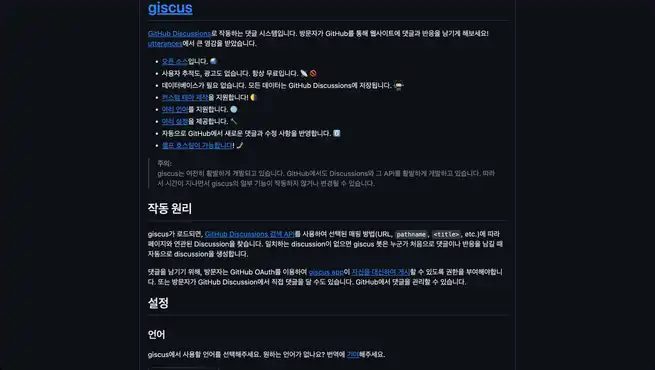 giscus
GitHub Discussions로 작동하는 댓글 시스템입니다. 방문자가 GitHub를 통해 웹사이트에 댓글과 반응을 남기게 해보세요!
utterances에서 큰 영감을 받았습니다.
오픈 소스입니다. 🌏
사용자 추적도, 광고도 없습니다. 항상 무료입니다. 📡 🚫
데이터베이스가 필요 없습니다. 모든 데이터는 GitHub Discussions에 저장됩니다.
커스텀 테마 제작을 지원합니다! 🌗
여러 언어를 지원합니다. 🌐
여러 설정을 제공합니다. 🔧
자동으로 GitHub에서 새로운 댓글과 수정 사항을 반영합니다. 🔃
셀프 호스팅이 가능합니다! 🤳
주의:
giscus는 여전히 활발하게 개발되고 있습니다. GitHub에서도 Discussions와 그 API를 활발하게 개발하고 있습니다. 따라
서 시간이 지나면서 giscus의 일부 기능이 작동하지 않거나 변경될 수 있습니다.
작동 원리
giscus가 로드되면, GitHub Discussions 검색 API를 사용하여 선택된 매핑 방법(URL, pathname, <title>, etc.)에 따라
페이지와 연관된 Discussion을 찾습니다. 일치하는 discussion이 없으면 giscus 봇은 누군가 처음으로 댓글이나 반응을 남길 때
자동으로 discussion을 생성합니다.
댓글을 남기기 위해, 방문자는 GitHub OAuth를 이용하여 giscus app이 자신을 대신하여 게시할 수 있도록 권한을 부여해야합니
다. 또는 방문자가 GitHub Discussion에서 직접 댓글을 달 수도 있습니다. GitHub에서 댓글을 관리할 수 있습니다.
설정
언어
giscus에서 사용할 언어를 선택해주세요. 원하는 언어가 없나요? 번역에 기여해주세요.